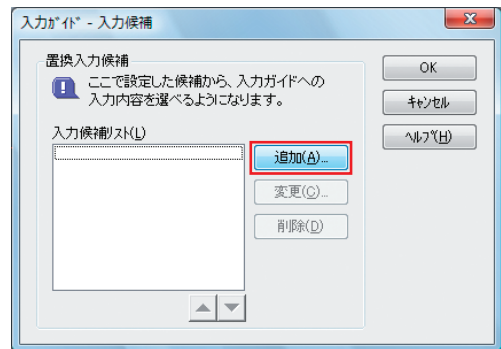 入力ｶﾞｲﾄﾞ - 入力候補
置換入力候補
ここで設定した候補から、入力ガイドへの
入力内容を選べるようになります。
入力候補ﾘｽﾄ(L)
追加(A)...
変更(C)...
削除(D)
OK
ｷｬﾝｾﾙ
ﾍﾙﾌﾟ(H)